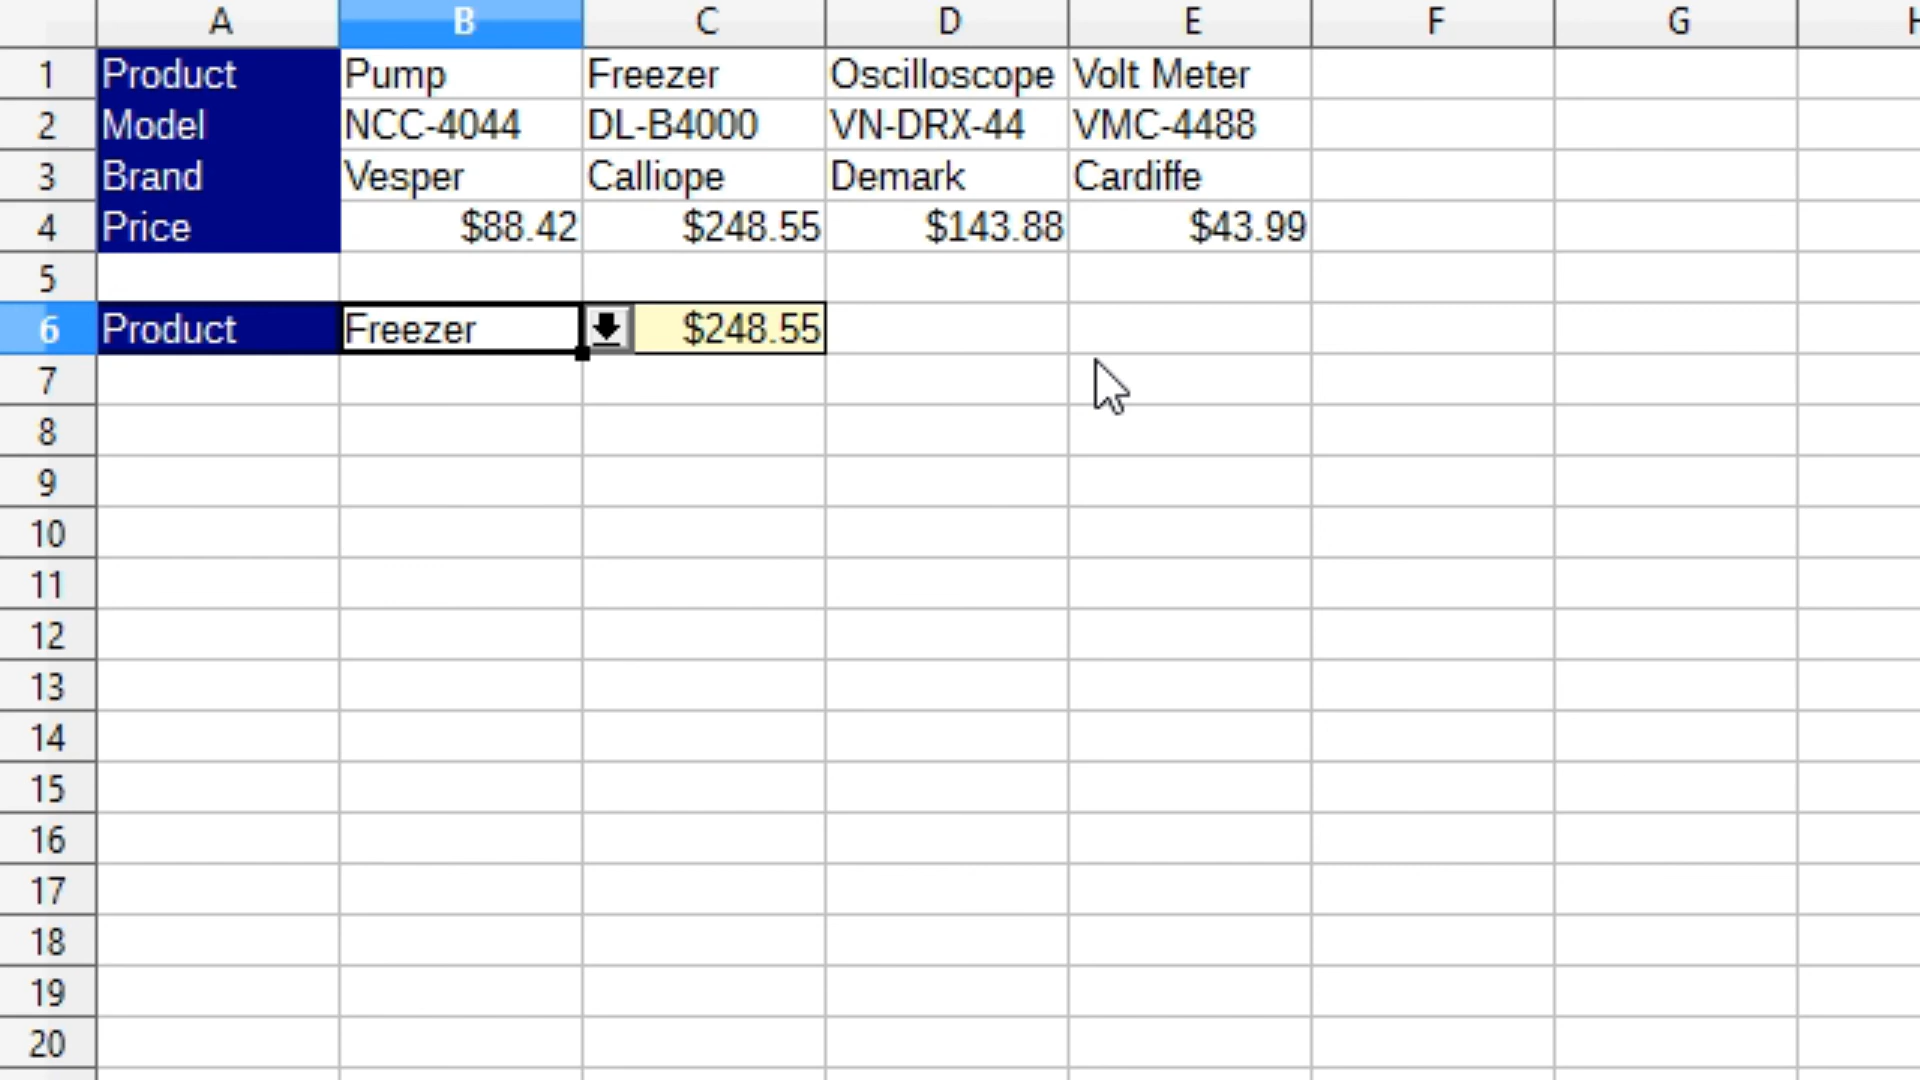 A B C D E F G H
1 Product Pump Freezer Oscilloscope Volt Meter
2 Model NCC-4044 DL-B4000 VN-DRX-44 VMC-4488
3 Brand Vesper Calliope Demark Cardiffe
4 Price $88.42 $248.55 $143.88 $43.99
5
6 Product Freezer $248.55
7
8
9
10
11
12
13
14
15
16
17
18
19
20